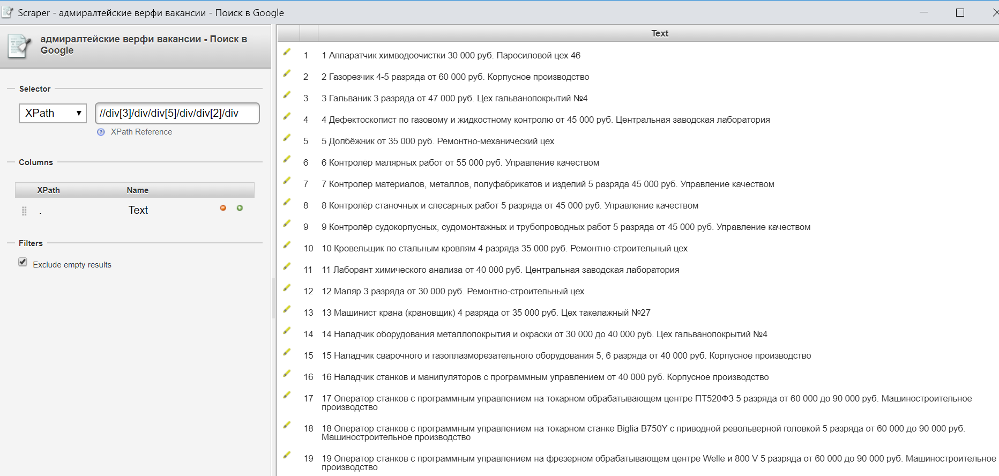 Scraper - адмиралтейские верфи вакансии - Поиск в Google
адмиралтейские верфи вакансии - Поиск в
Google
Selector
XPath
//div[3]/div/div[5]/div/div[2]/div
XPath Reference
Columns
XPath Name
. Text
Filters
Exclude empty results
Text
1 1 Аппаратчик химводоочистки 30 000 руб. Паросиловой цех 46
2 2 Газорезчик 4-5 разряда от 60 000 руб. Корпусное производство
3 3 Гальваник 3 разряда от 47 000 руб. Цех гальванопокрытий №4
4 4 Дефектоскопист по газовому и жидкостному контролю от 45 000 руб. Центральная заводская лаборатория
5 5 Долбёжник от 35 000 руб. Ремонтно-механический цех
6 6 Контролёр малярных работ от 55 000 руб. Управление качеством
7 7 Контролер материалов, металлов, полуфабрикатов и изделий 5 разряда 45 000 руб. Управление качеством
8 8 Контролёр станочных и слесарных работ 5 разряда от 45 000 руб. Управление качеством
9 9 Контролёр судокорпусных, судомонтажных и трубопроводных работ 5 разряда от 45 000 руб. Управление качеством
10 10 Кровельщик по стальным кровлям 4 разряда 35 000 руб. Ремонтно-строительный цех
11 11 Лаборант химического анализа от 40 000 руб. Центральная заводская лаборатория
12 12 Маляр 3 разряда от 30 000 руб. Ремонтно-строительный цех
13 13 Машинист крана (крановщик) 4 разряда от 35 000 руб. Цех такелажный №27
14 14 Наладчик оборудования металлопокрытия и окраски от 30 000 до 40 000 руб. Цех гальванопокрытий №4
15 15 Наладчик сварочного и газоплазморезательного оборудования 5, 6 разряда от 40 000 руб. Корпусное производство
16 16 Наладчик станков и манипуляторов с программным управлением от 40 000 руб. Корпусное производство
17 17 Оператор станков с программным управлением на токарном обрабатывающем центре ПТ520ФЗ 5 разряда от 60 000 до 90 000 руб. Машиностроительное
производство
18 18 Оператор станков с программным управлением на токарном станке Biglia B750Y с приводной револьверной головкой 5 разряда от 60 000 до 90 000 руб.
Машиностроительное производство
19 19 Оператор станков с программным управлением на фрезерном обрабатывающем центре Welle и 800 V 5 разряда от 60 000 до 90 000 руб. Машиностроительное
производство